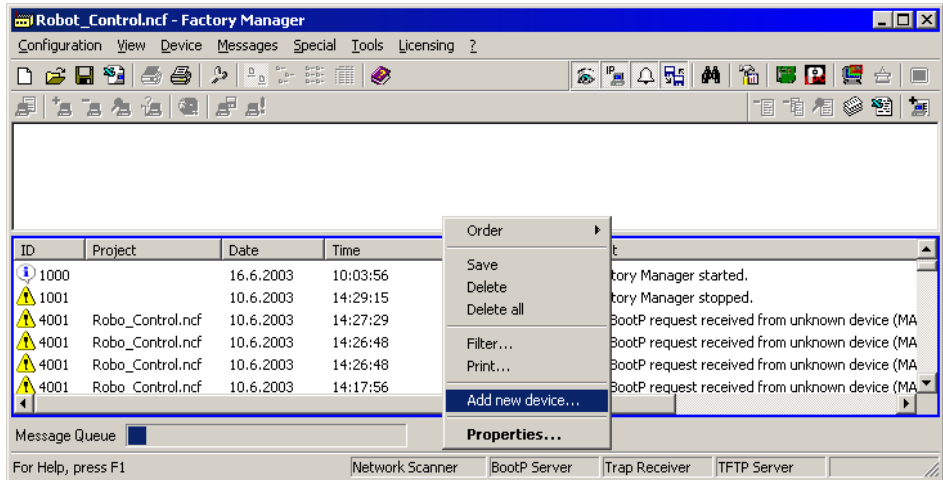 Robot_Control.ncf - Factory Manager
Configuration View Device Messages Special Tools Licensing ?
IP
ID Project Date Time t
1000 16.6.2003 10:03:56 tory Manager started.
1001 10.6.2003 14:29:15 tory Manager stopped.
4001 Robo_Control.ncf 10.6.2003 14:27:29 BootP request received from unknown device (MA
4001 Robo_Control.ncf 10.6.2003 14:26:48 BootP request received from unknown device (MA
4001 Robo_Control.ncf 10.6.2003 14:26:48 BootP request received from unknown device (MA
4001 Robo_Control.ncf 10.6.2003 14:17:56 BootP request received from unknown device (MA
Order
Save
Delete
Delete all
Filter...
Print...
Add new device...
Properties...
Message Queue
For Help, press F1 Network Scanner BootP Server Trap Receiver TFTP Server